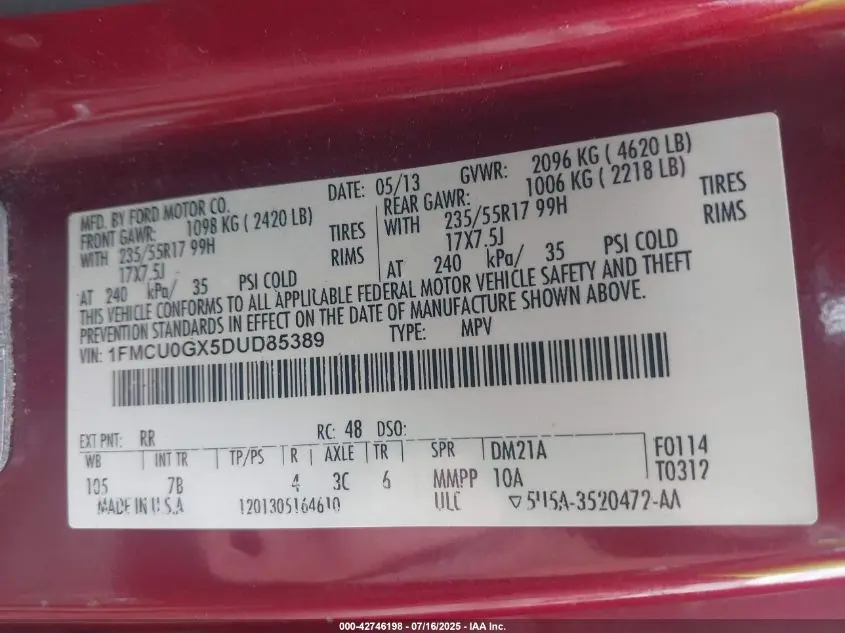 MFD. BY FORD MOTOR CO. DATE: 05/13 GVWR: 2096 KG ( 4620 LB)
FRONT GAWR: 1098 KG ( 2420 LB) REAR GAWR: 1006 KG ( 2218 LB)
WITH 235/55R17 99H TIRES WITH 235/55R17 99H TIRES
17X7.5J RIMS 17X7.5J RIMS
AT 240 kPa/ 35 PSI COLD AT 240 kPa/ 35 PSI COLD
THIS VEHICLE CONFORMS TO ALL APPLICABLE FEDERAL MOTOR VEHICLE SAFETY AND THEFT
PREVENTION STANDARDS IN EFFECT ON THE DATE OF MANUFACTURE SHOWN ABOVE.
VIN: 1FMCU0GX5DUD85389 TYPE: MPV
EXT PNT: RR RC: 48 DSO:
WB INT TR TP/PS R AXLE TR SPR DM21A F0114
105 7B 4 3C 6 MMPP 10A T0312
MADE IN U.S.A 1201305164610 ULC 5U5A-3520472-AA
000-42746198 - 07/16/2025 - IAA Inc.